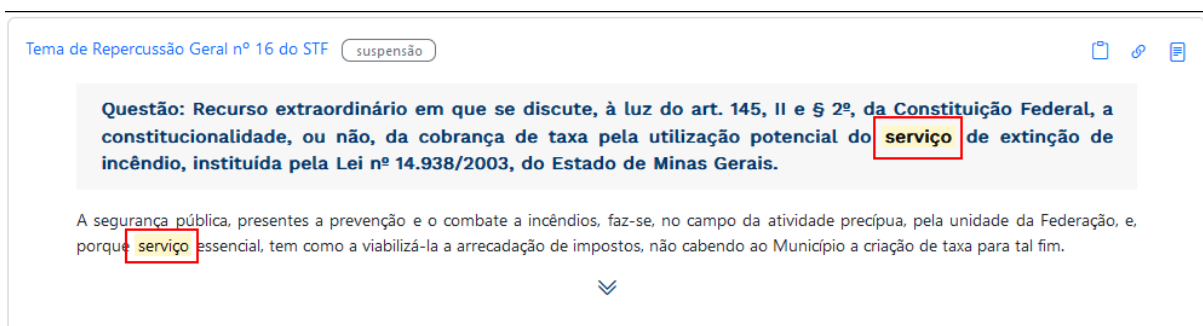 Tema de Repercussão Geral nº 16 do STF suspensão
Questão: Recurso extraordinário em que se discute, à luz do art. 145, II e § 2º, da Constituição Federal, a
constitucionalidade, ou não, da cobrança de taxa pela utilização potencial do serviço de extinção de
incêndio, instituída pela Lei nº 14.938/2003, do Estado de Minas Gerais.
A segurança pública, presentes a prevenção e o combate a incêndios, faz-se, no campo da atividade precípua, pela unidade da Federação, e,
porque serviço essencial, tem como a viabilizá-la a arrecadação de impostos, não cabendo ao Município a criação de taxa para tal fim.